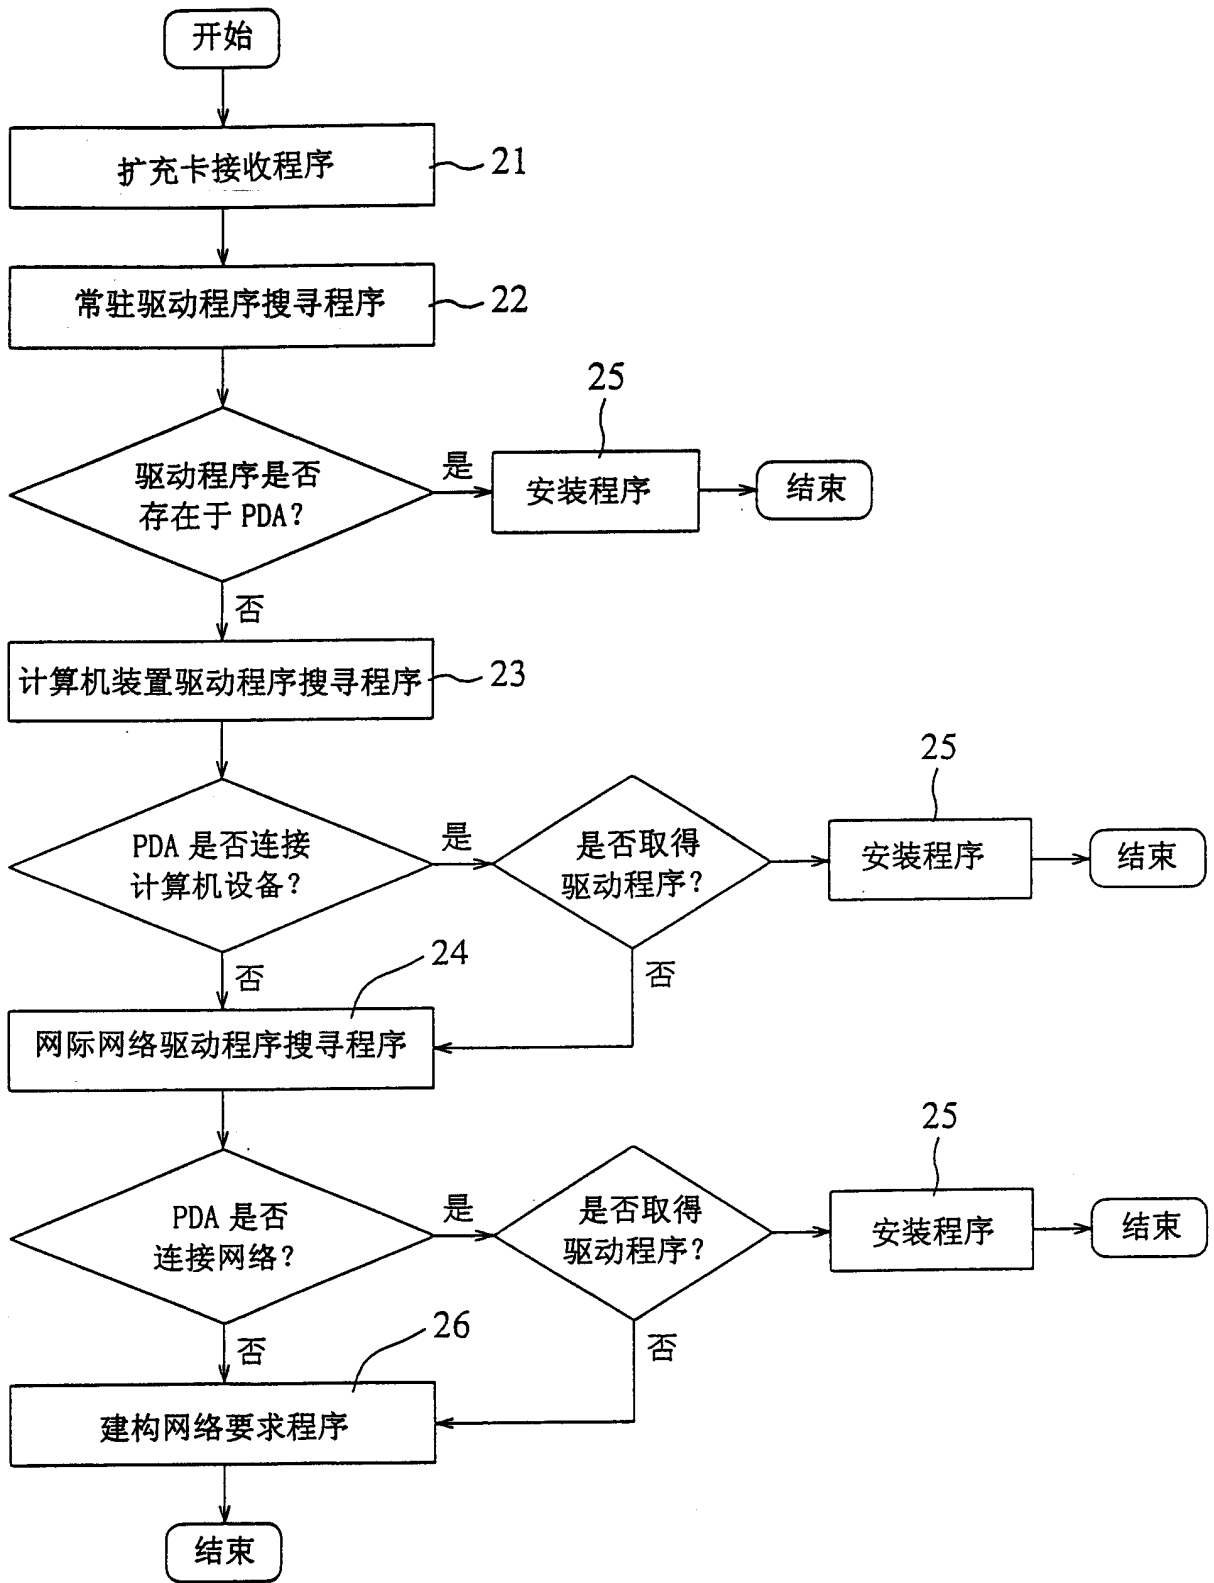 开始
扩充卡接收程序
21
常驻驱动程序搜寻程序
22
驱动程序是否
存在于 PDA？
是
25
安装程序
结束
否
计算机装置驱动程序搜寻程序
23
PDA 是否连接
计算机设备？
是
是否取得
驱动程序？
25
安装程序
结束
否
否
24
网际网络驱动程序搜寻程序
PDA 是否
连接网络？
是
是否取得
驱动程序？
25
安装程序
结束
否
否
26
建构网络要求程序
结束